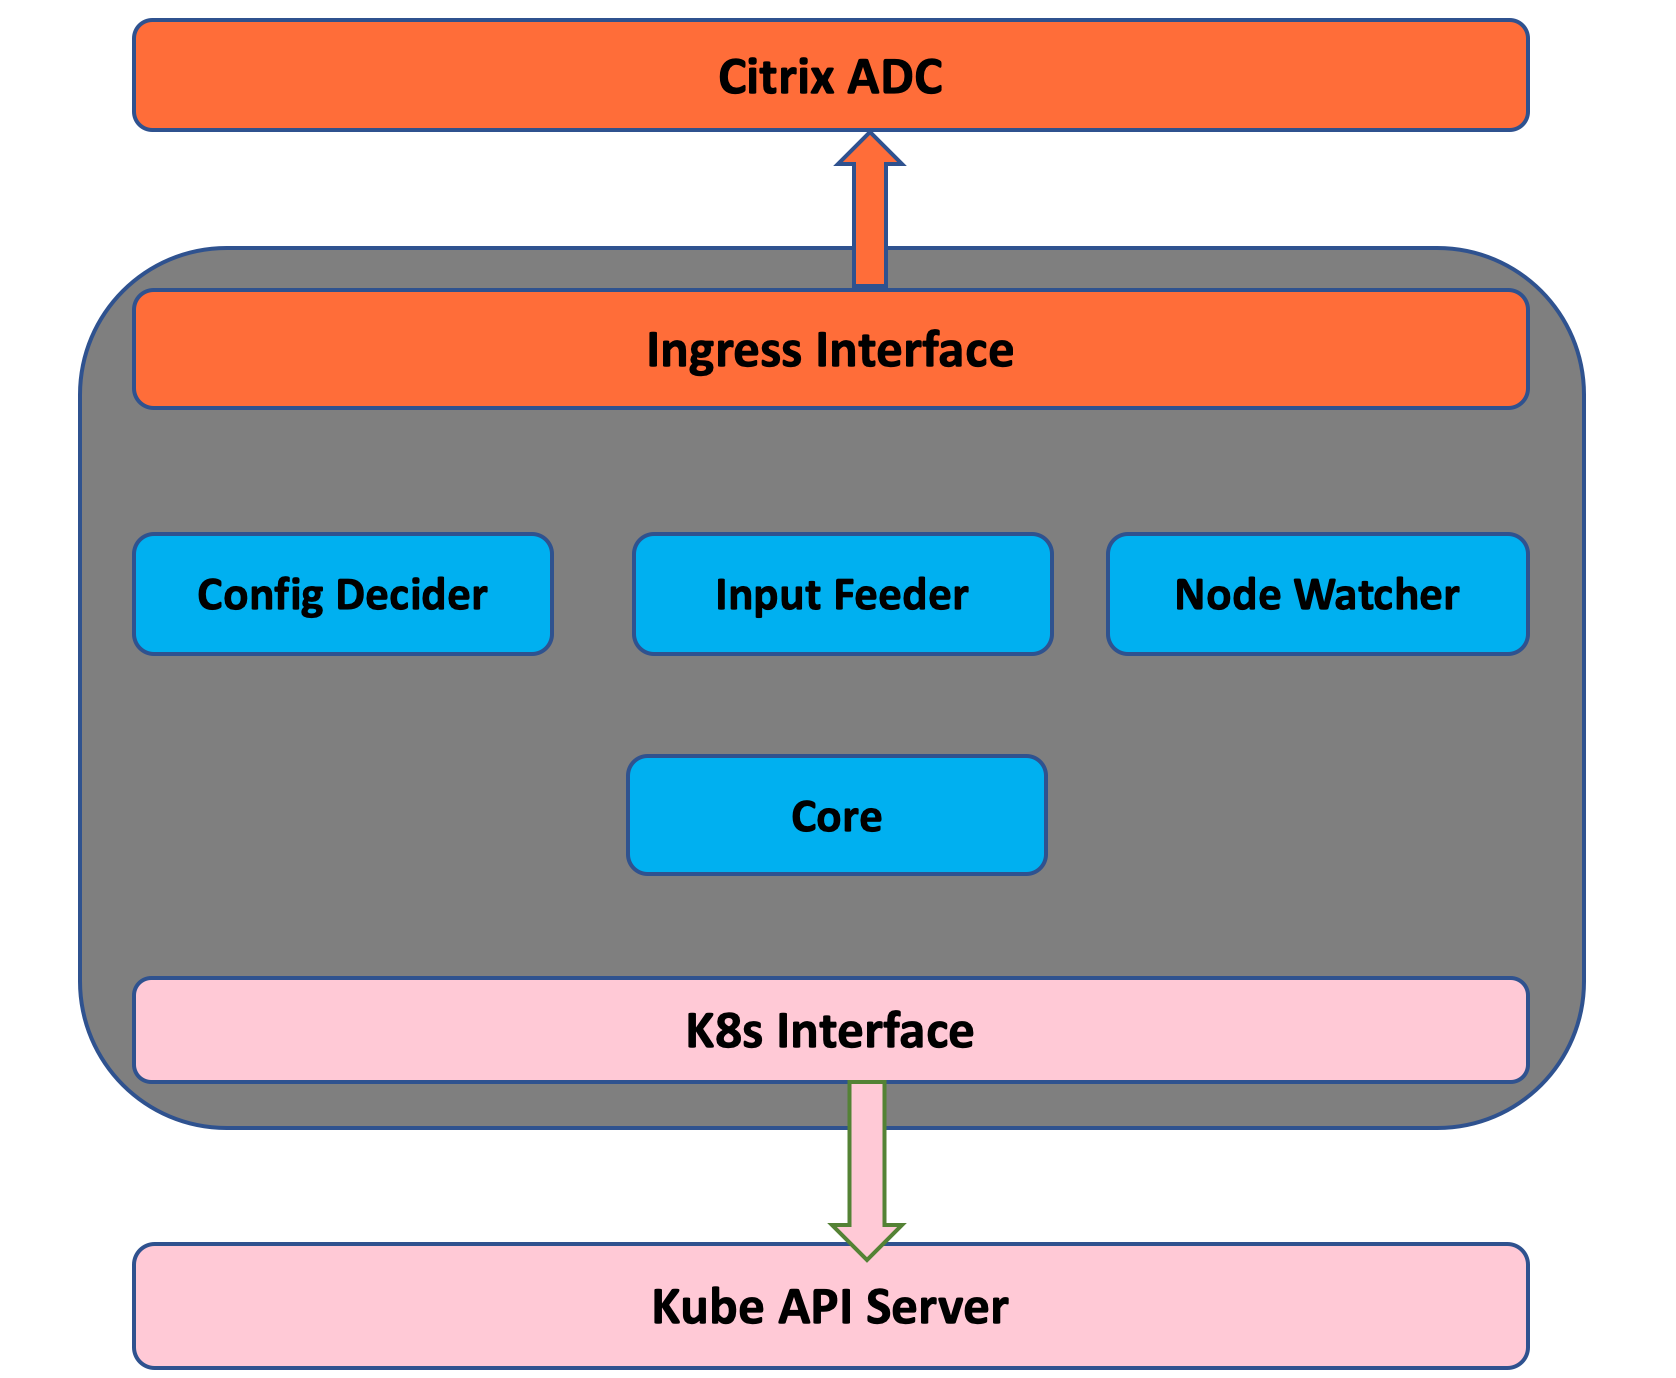 Citrix ADC
Ingress Interface
Config Decider
Input Feeder
Node Watcher
Core
K8s Interface
Kube API Server